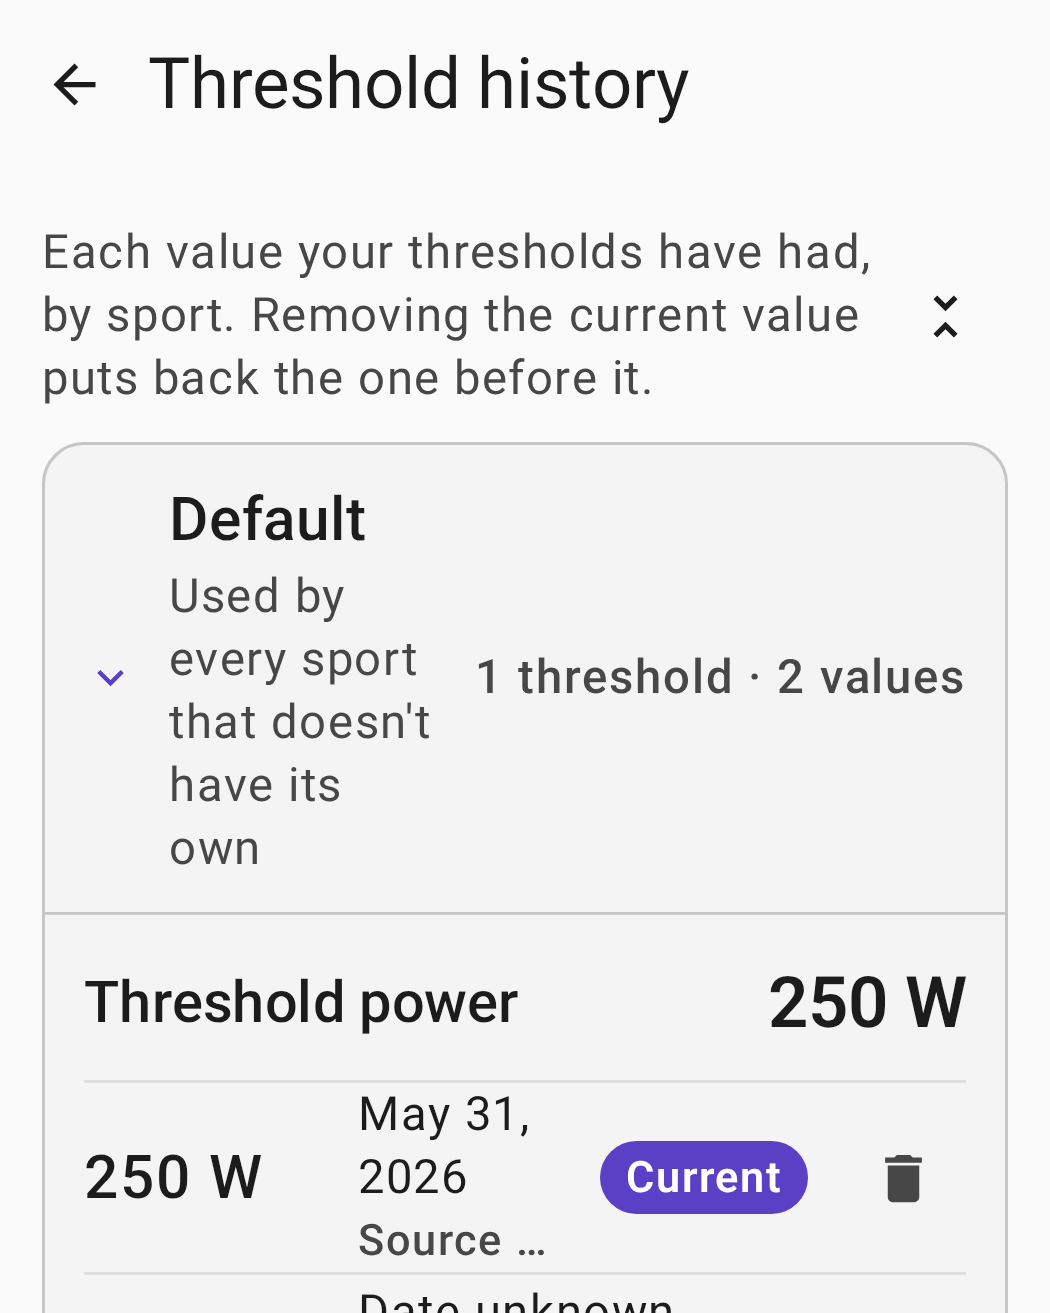 Threshold history
Each value your thresholds have had,
by sport. Removing the current value
puts back the one before it.
Default
Used by
every sport
that doesn't
have its
own
1 threshold · 2 values
Threshold power
250 W
250 W
May 31,
2026
Source …
Current
Date unknown